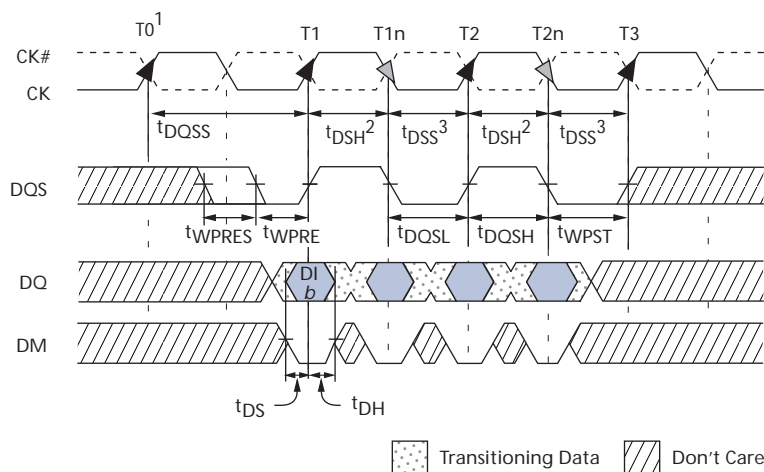 T0¹ T1 T1n T2 T2n T3
CK#
CK
tDQSS tDSH² tDSS³ tDSH² tDSS³
DQS
tWPRES tWPRE tDQSL tDQSH tWPST
DQ
DI
b
DM
tDS tDH
Transitioning Data Don't Care